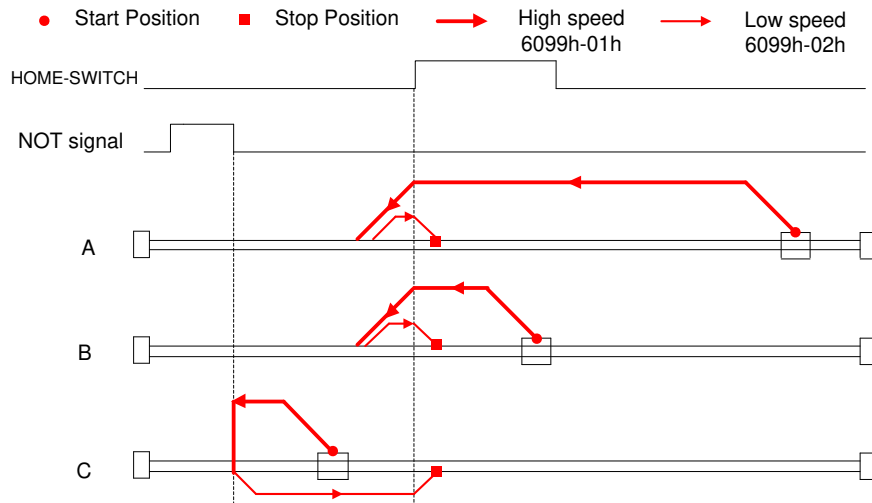 Start Position
Stop Position
High speed
6099h-01h
Low speed
6099h-02h
HOME-SWITCH
NOT signal
A
B
C